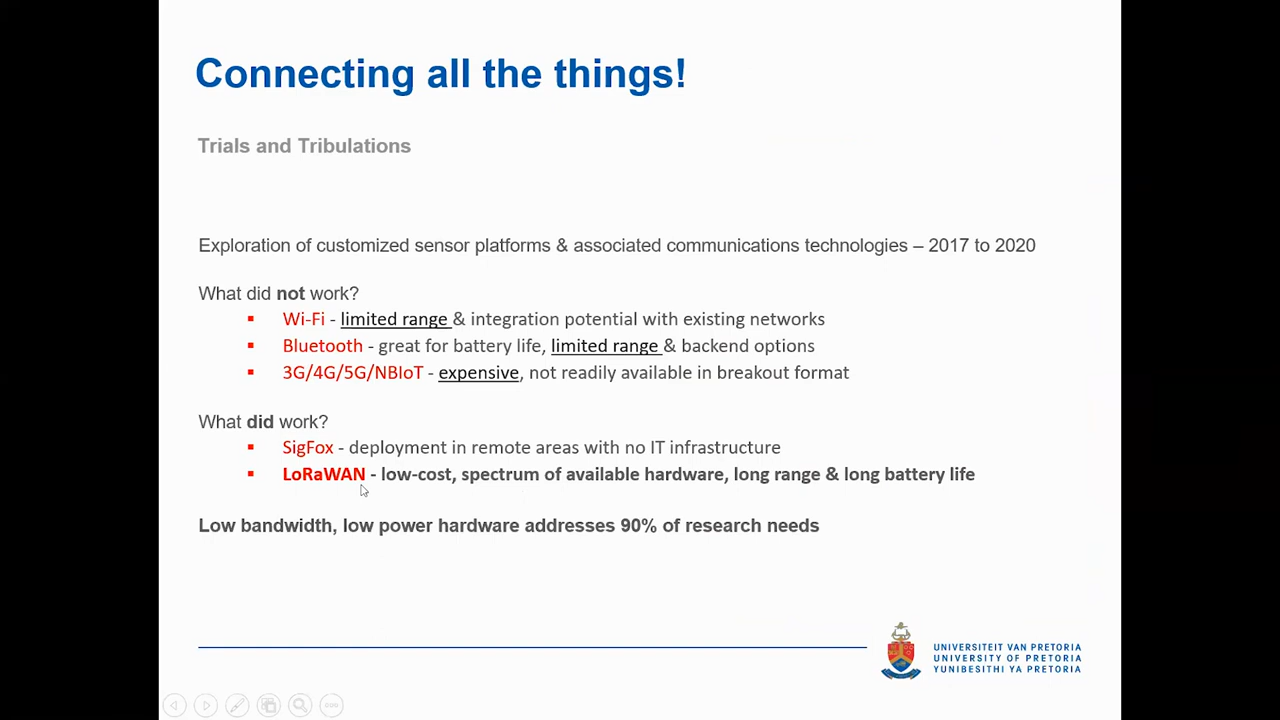 Connecting all the things!
Trials and Tribulations
Exploration of customized sensor platforms & associated communications technologies – 2017 to 2020
What did not work?
▪ Wi-Fi - limited range & integration potential with existing networks
▪ Bluetooth - great for battery life, limited range & backend options
▪ 3G/4G/5G/NBIoT - expensive, not readily available in breakout format
What did work?
▪ SigFox - deployment in remote areas with no IT infrastructure
▪ LoRaWAN - low-cost, spectrum of available hardware, long range & long battery life
Low bandwidth, low power hardware addresses 90% of research needs
UNIVERSITEIT VAN PRETORIA
UNIVERSITY OF PRETORIA
YUNIBESITHI YA PRETORIA